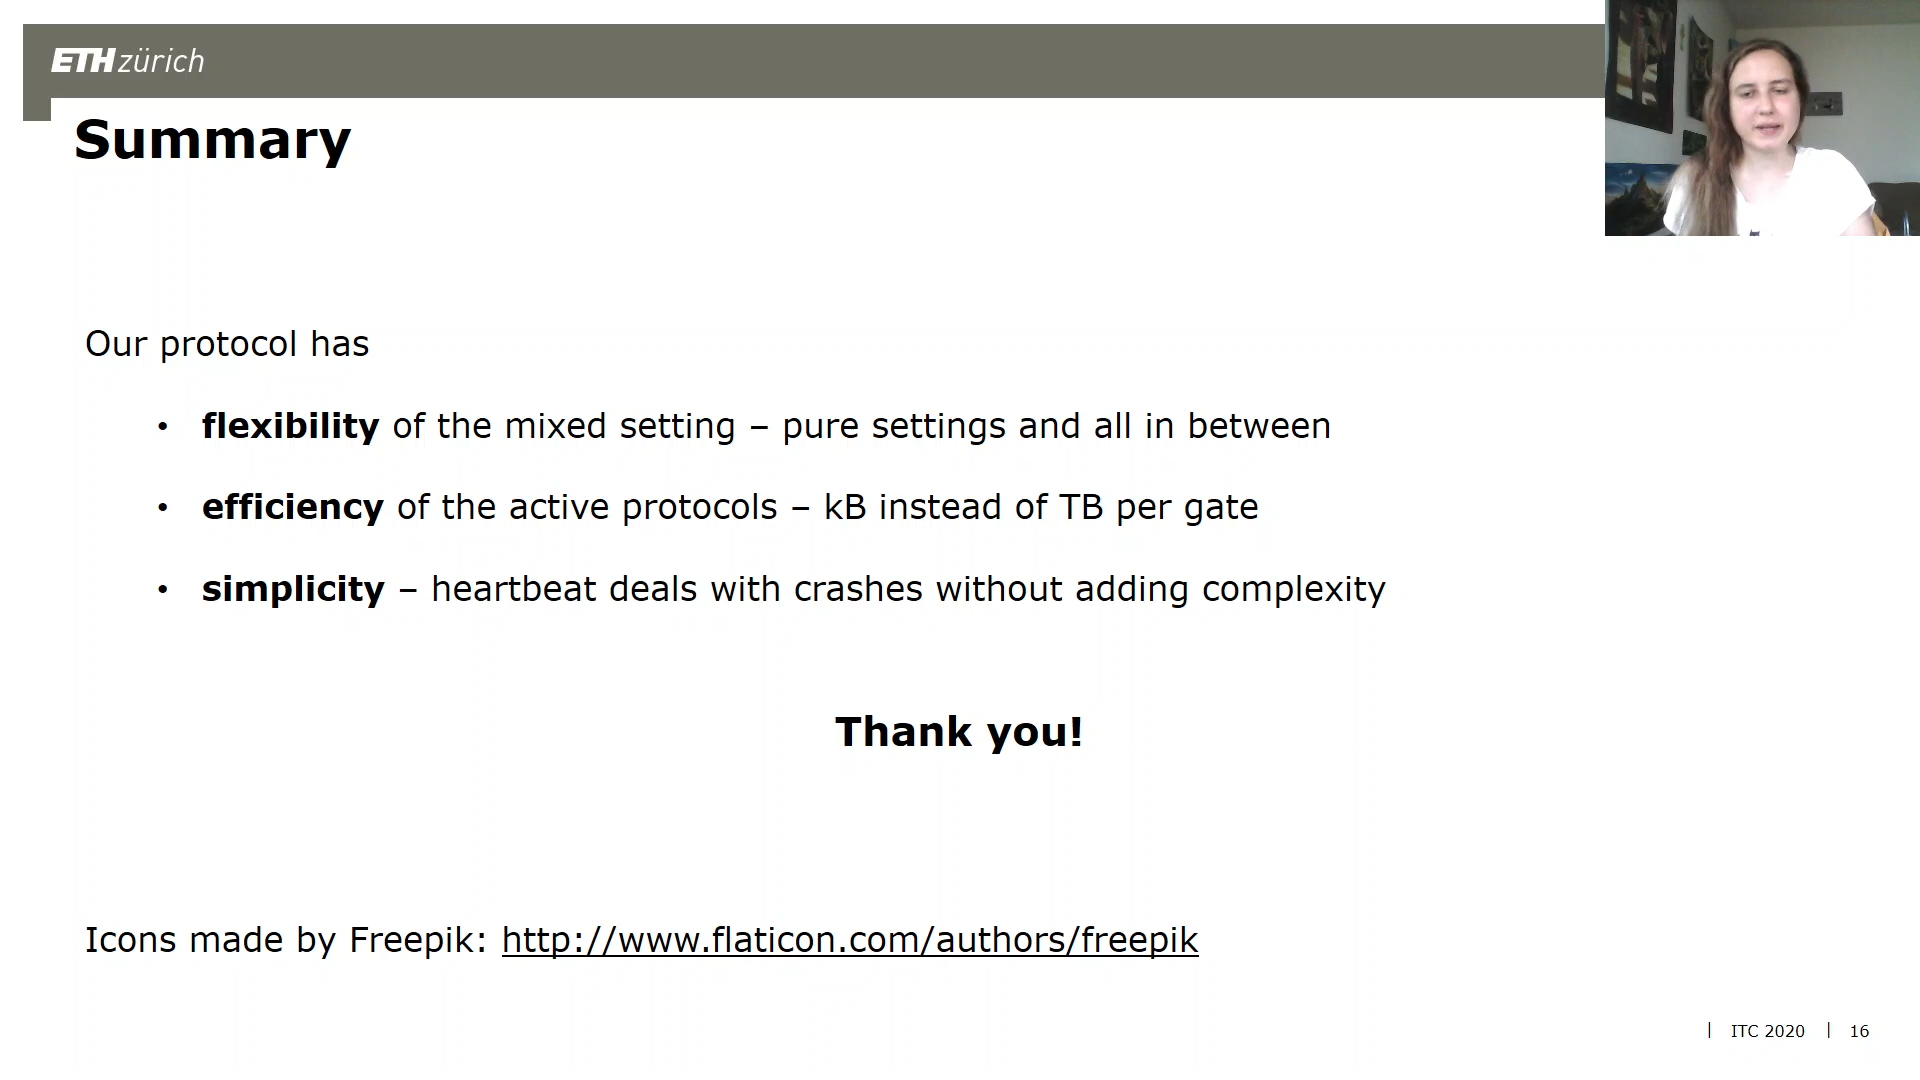 ETH zürich
Summary
Our protocol has
• flexibility of the mixed setting – pure settings and all in between
• efficiency of the active protocols – kB instead of TB per gate
• simplicity – heartbeat deals with crashes without adding complexity
Thank you!
Icons made by Freepik: http://www.flaticon.com/authors/freepik
| ITC 2020 | 16